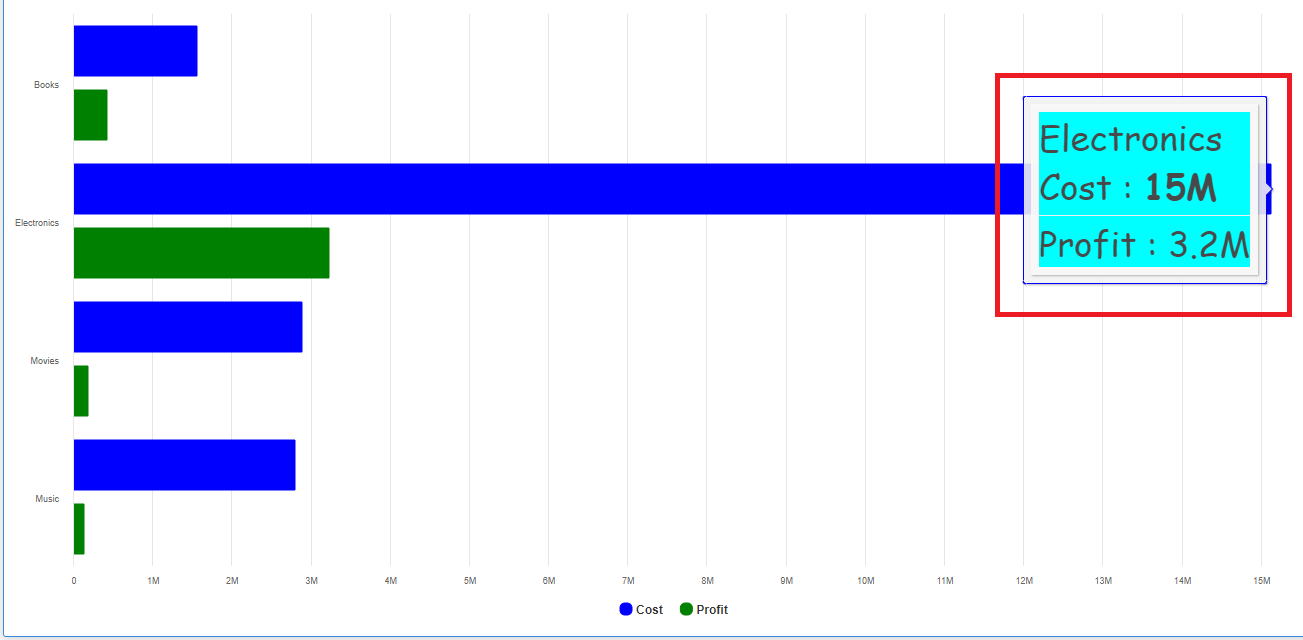 Books
Electronics
Movies
Music
Electronics
Cost : 15M
Profit : 3.2M
0 1M 2M 3M 4M 5M 6M 7M 8M 9M 10M 11M 12M 13M 14M 15M
Cost Profit